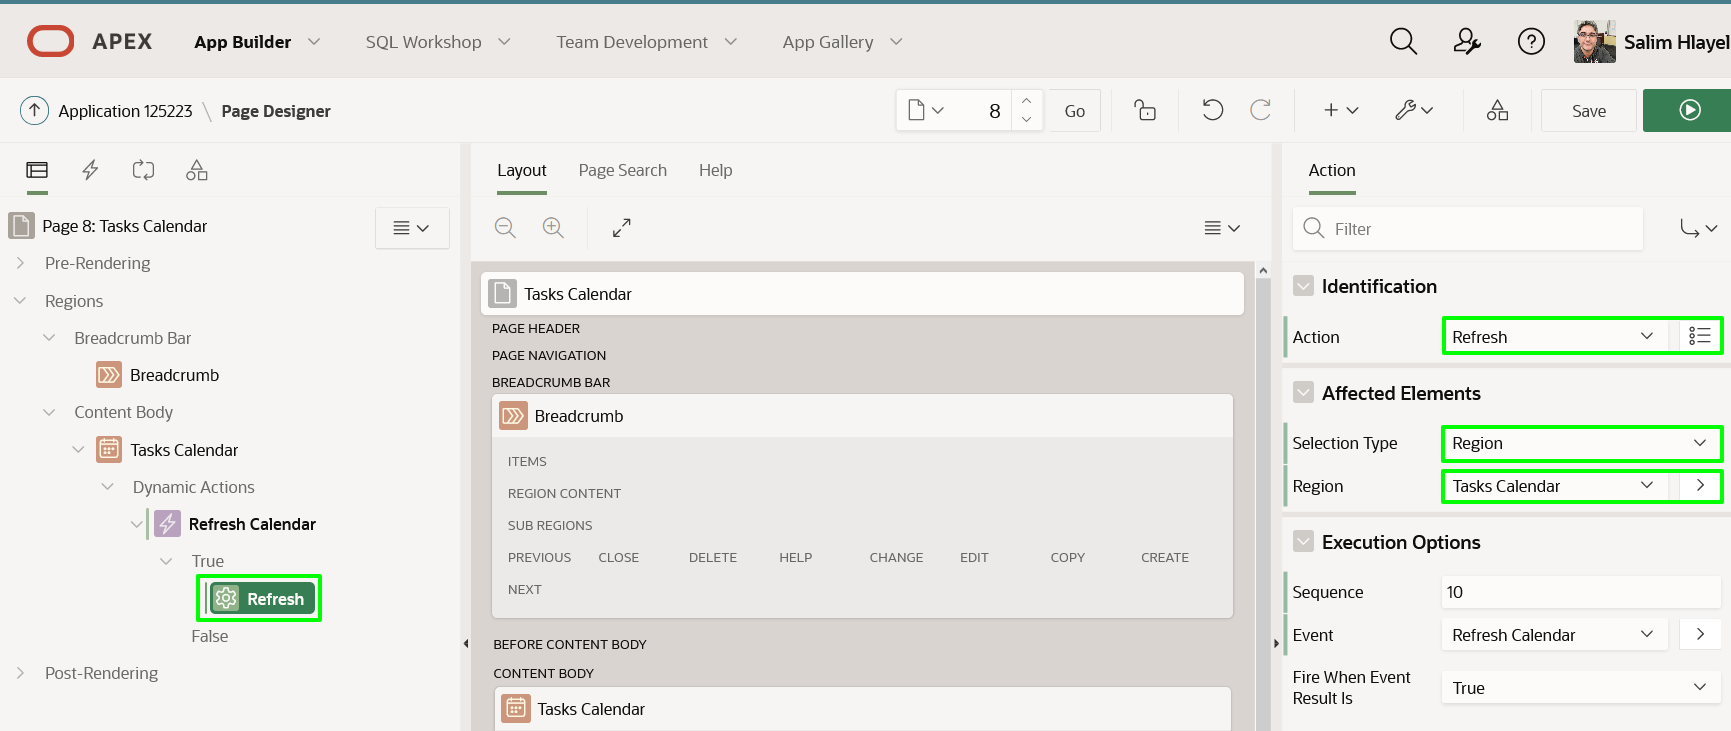 APEX App Builder SQL Workshop Team Development App Gallery Salim Hlayel
Application 125223 \ Page Designer 8 Go Save
Page 8: Tasks Calendar
Pre-Rendering
Regions
Breadcrumb Bar
Breadcrumb
Content Body
Tasks Calendar
Dynamic Actions
Refresh Calendar
True
Refresh
False
Post-Rendering
Layout Page Search Help
Tasks Calendar
PAGE HEADER
PAGE NAVIGATION
BREADCRUMB BAR
Breadcrumb
ITEMS
REGION CONTENT
SUB REGIONS
PREVIOUS CLOSE DELETE HELP CHANGE EDIT COPY CREATE
NEXT
BEFORE CONTENT BODY
CONTENT BODY
Tasks Calendar
Action
Filter
Identification
Action Refresh
Affected Elements
Selection Type Region
Region Tasks Calendar
Execution Options
Sequence 10
Event Refresh Calendar
Fire When Event
Result Is True